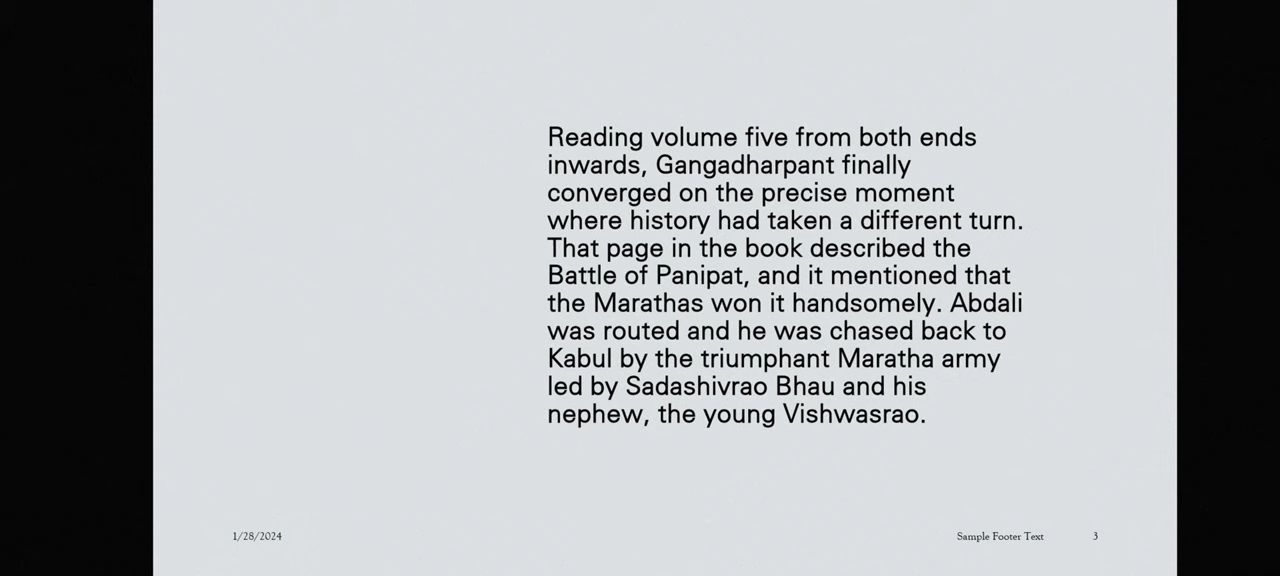 Reading volume five from both ends
inwards, Gangadharpant finally
converged on the precise moment
where history had taken a different turn.
That page in the book described the
Battle of Panipat, and it mentioned that
the Marathas won it handsomely. Abdali
was routed and he was chased back to
Kabul by the triumphant Maratha army
led by Sadashivrao Bhau and his
nephew, the young Vishwasrao.
1/28/2024
Sample Footer Text
3